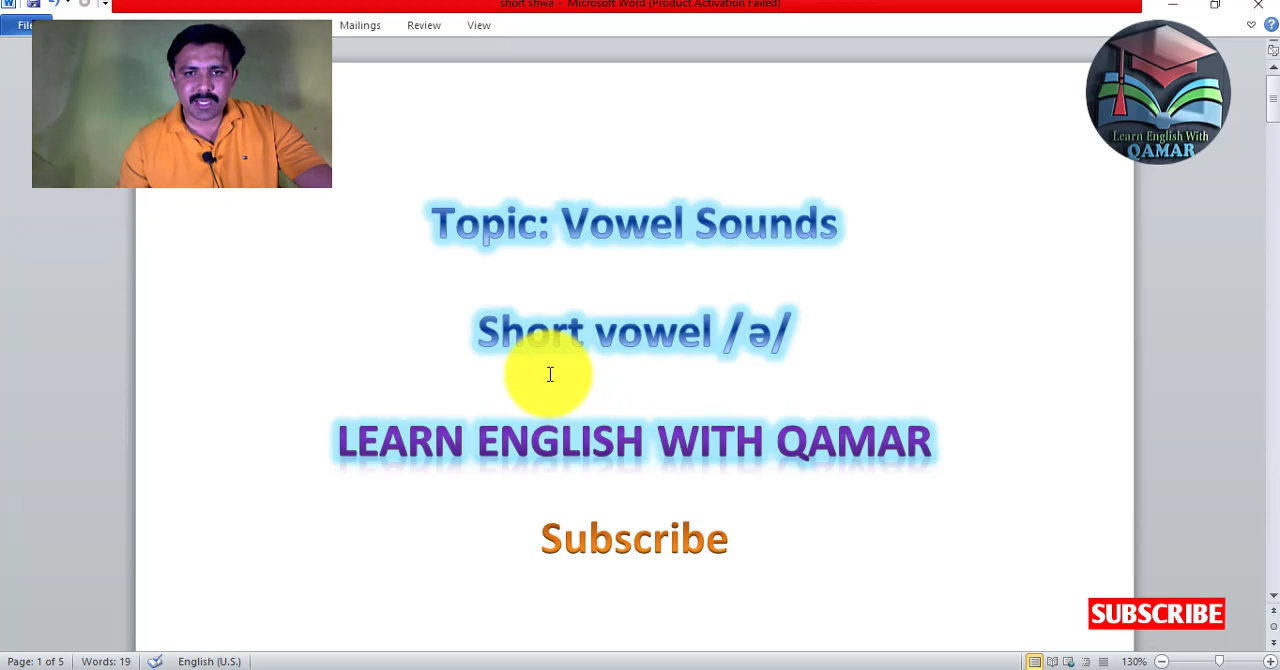 short shwa - Microsoft Word (Product Activation Failed)
File
Mailings Review View
Learn English With
QAMAR
Topic: Vowel Sounds
Short vowel /ə/
LEARN ENGLISH WITH QAMAR
Subscribe
SUBSCRIBE
Page: 1 of 5 Words: 19 English (U.S.) 130%